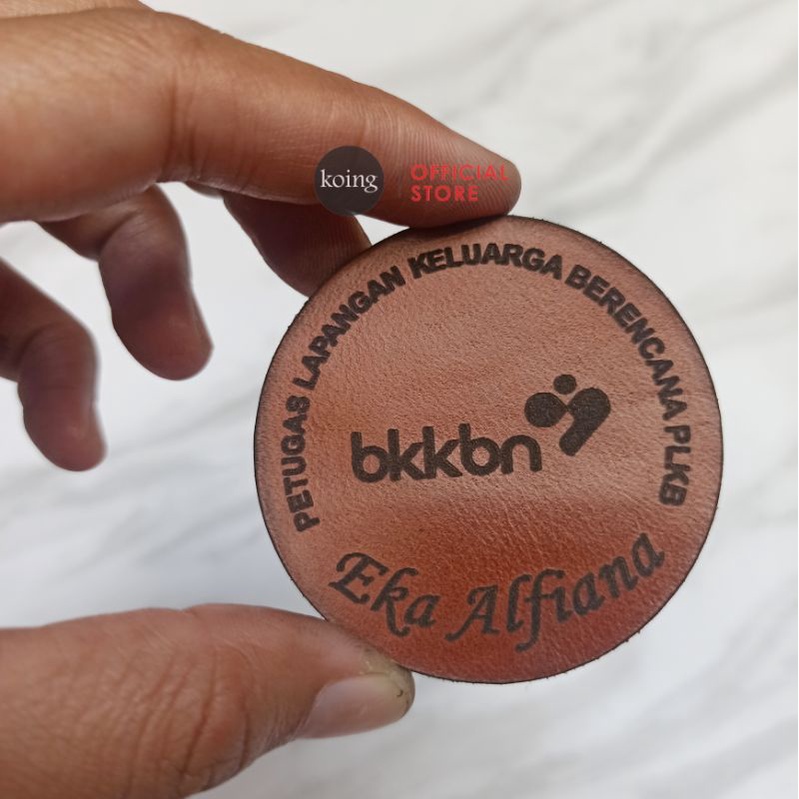 koing
OFFICIAL
STORE
PETUGAS LAPANGAN KELUARGA BERENCANA PLKB
bkkbn
Eka Alfiana